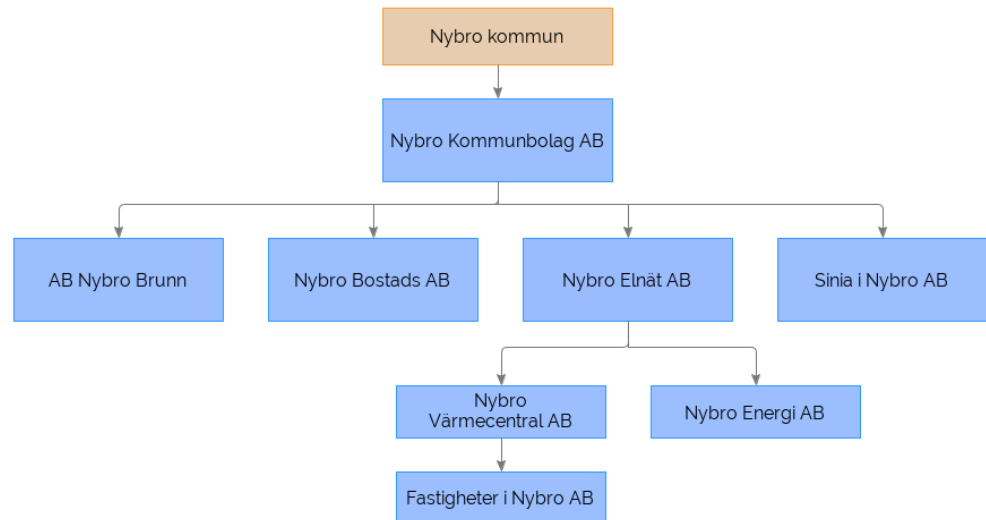 Nybro kommun
Nybro Kommunbolag AB
AB Nybro Brunn
Nybro Bostads AB
Nybro Elnät AB
Sinia i Nybro AB
Nybro
Värmecentral AB
Nybro Energi AB
Fastigheter i Nybro AB